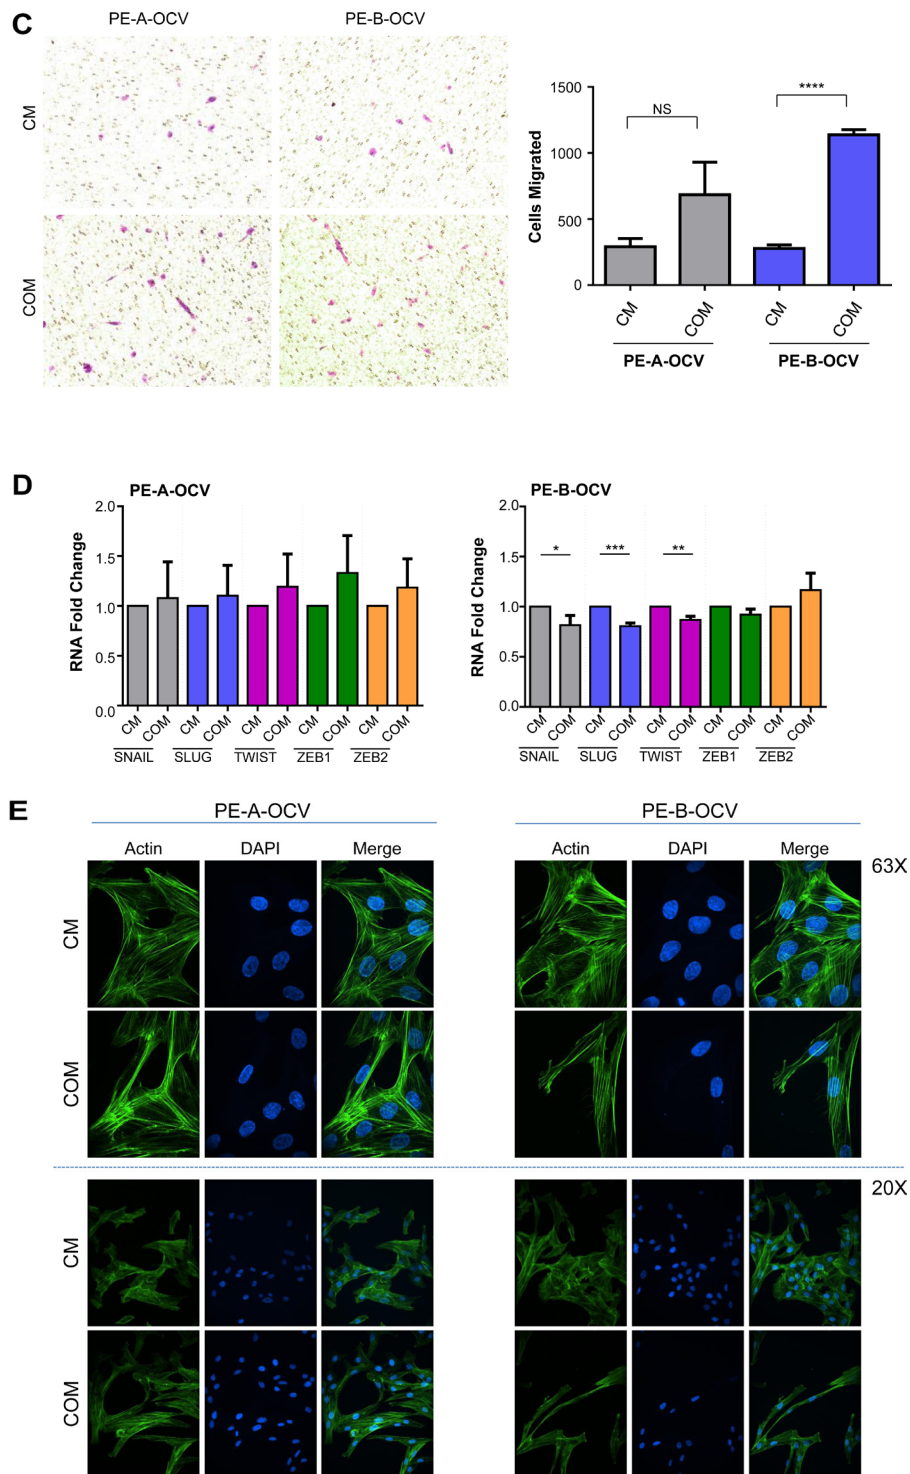 C
PE-A-OCV PE-B-OCV
CM
COM
Cells Migrated
1500
1000
500
0
NS
****
CM COM CM COM
PE-A-OCV PE-B-OCV
D
PE-A-OCV
RNA Fold Change
2.0
1.5
1.0
0.5
0.0
CM COM CM COM CM COM CM COM CM COM
SNAIL SLUG TWIST ZEB1 ZEB2
PE-B-OCV
RNA Fold Change
2.0
1.5
1.0
0.5
0.0
* *** **
CM COM CM COM CM COM CM COM CM COM
SNAIL SLUG TWIST ZEB1 ZEB2
E
PE-A-OCV PE-B-OCV
Actin DAPI Merge Actin DAPI Merge
63X
CM
COM
20X
CM
COM